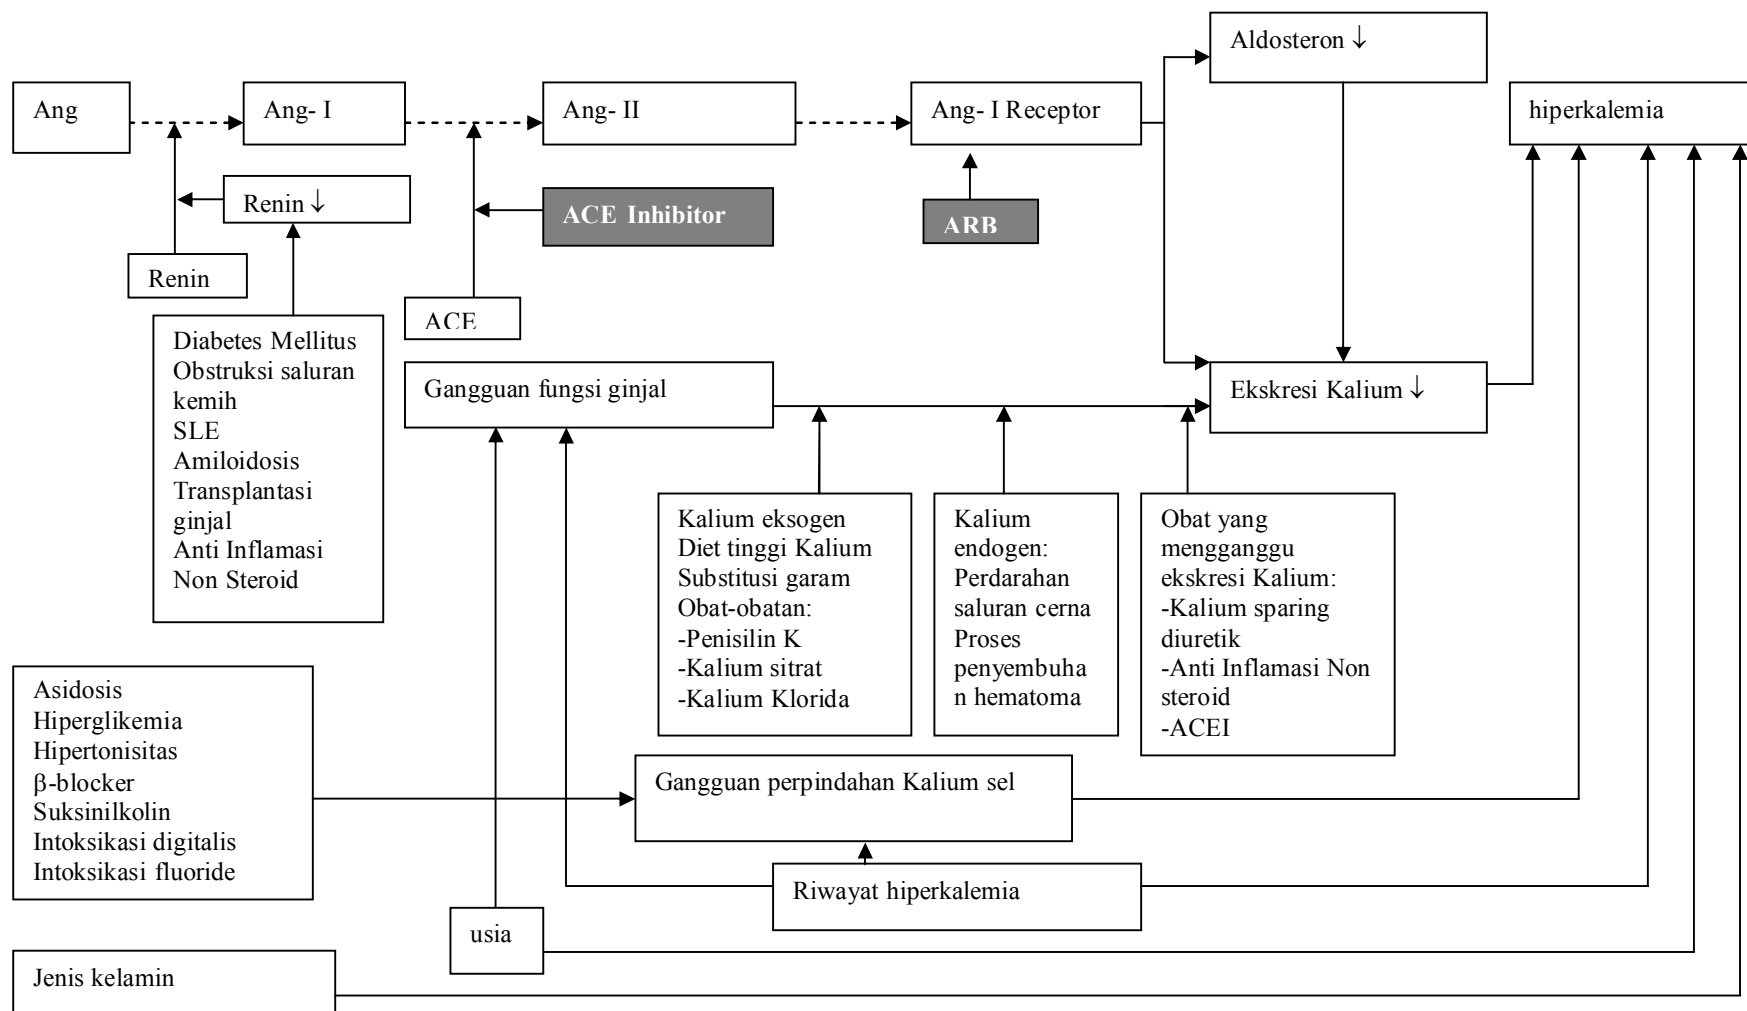 Aldosteron ↓
Ang
Ang- I
Ang- II
Ang- I Receptor
hiperkalemia
Renin ↓
ACE Inhibitor
ARB
Renin
ACE
Diabetes Mellitus
Obstruksi saluran
kemih
SLE
Amiloidosis
Transplantasi
ginjal
Anti Inflamasi
Non Steroid
Gangguan fungsi ginjal
Ekskresi Kalium ↓
Kalium eksogen
Diet tinggi Kalium
Substitusi garam
Obat-obatan:
-Penisilin K
-Kalium sitrat
-Kalium Klorida
Kalium
endogen:
Perdarahan
saluran cerna
Proses
penyembuha
n hematoma
Obat yang
mengganggu
ekskresi Kalium:
-Kalium sparing
diuretik
-Anti Inflamasi Non
steroid
-ACEI
Asidosis
Hiperglikemia
Hipertonisitas
β-blocker
Suksinilkolin
Intoksikasi digitalis
Intoksikasi fluoride
Gangguan perpindahan Kalium sel
Riwayat hiperkalemia
usia
Jenis kelamin